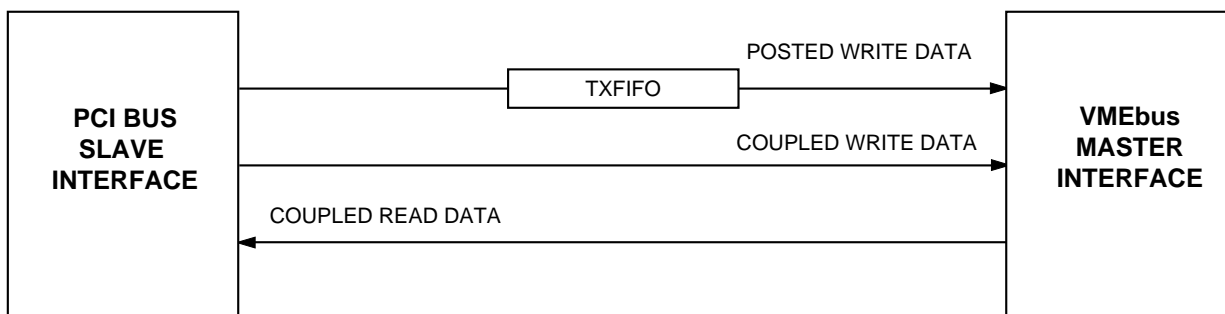 POSTED WRITE DATA
TXFIFO
PCI BUS
SLAVE
INTERFACE
COUPLED WRITE DATA
COUPLED READ DATA
VMEbus
MASTER
INTERFACE